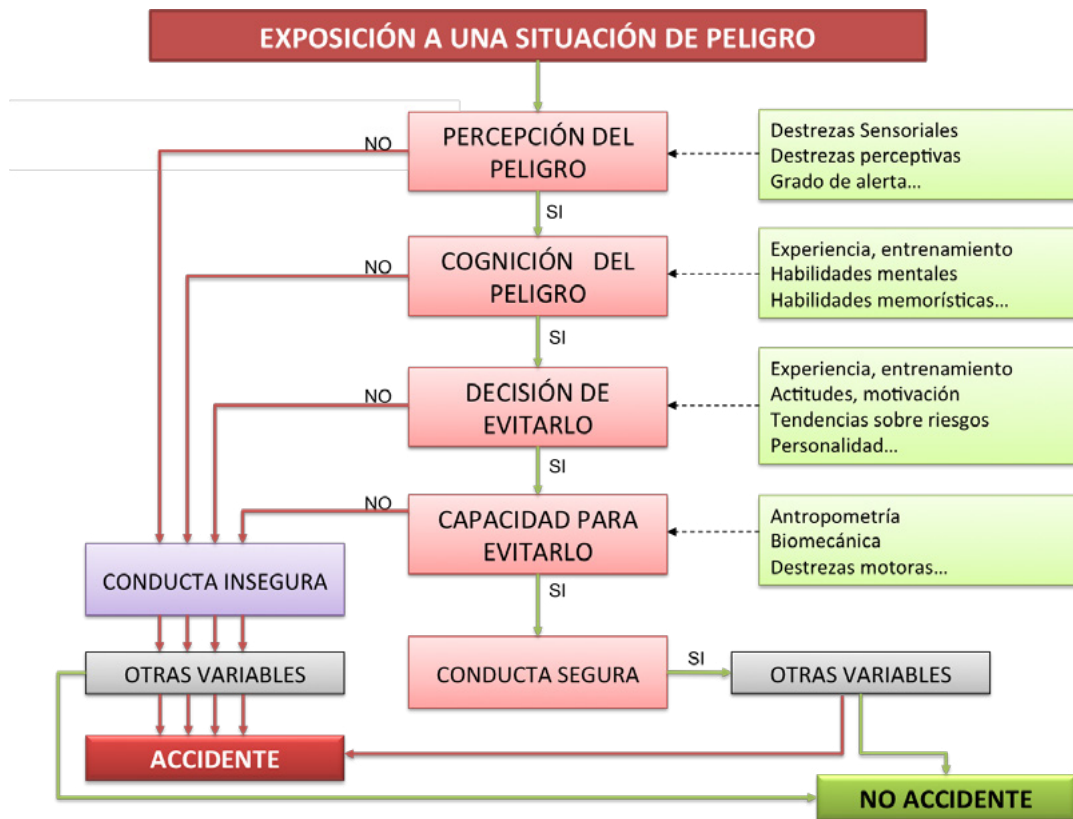 EXPOSICIÓN A UNA SITUACIÓN DE PELIGRO
NO
PERCEPCIÓN DEL
PELIGRO
Destrezas Sensoriales
Destrezas perceptivas
Grado de alerta...
SI
NO
COGNICIÓN DEL
PELIGRO
Experiencia, entrenamiento
Habilidades mentales
Habilidades memorísticas...
SI
NO
DECISIÓN DE
EVITARLO
Experiencia, entrenamiento
Actitudes, motivación
Tendencias sobre riesgos
Personalidad...
SI
NO
CAPACIDAD PARA
EVITARLO
Antropometría
Biomecánica
Destrezas motoras...
SI
CONDUCTA INSEGURA
OTRAS VARIABLES
CONDUCTA SEGURA
SI
OTRAS VARIABLES
ACCIDENTE
NO ACCIDENTE